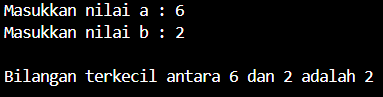 Masukkan nilai a : 6
Masukkan nilai b : 2
Bilangan terkecil antara 6 dan 2 adalah 2